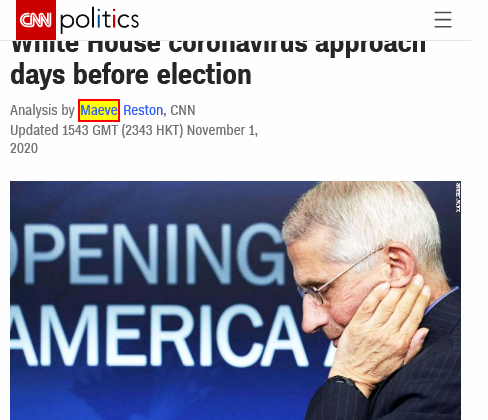 CNN politics
White House coronavirus approach
days before election
Analysis by Maeve Reston, CNN
Updated 1543 GMT (2343 HKT) November 1,
2020
OPENING
AMERICA